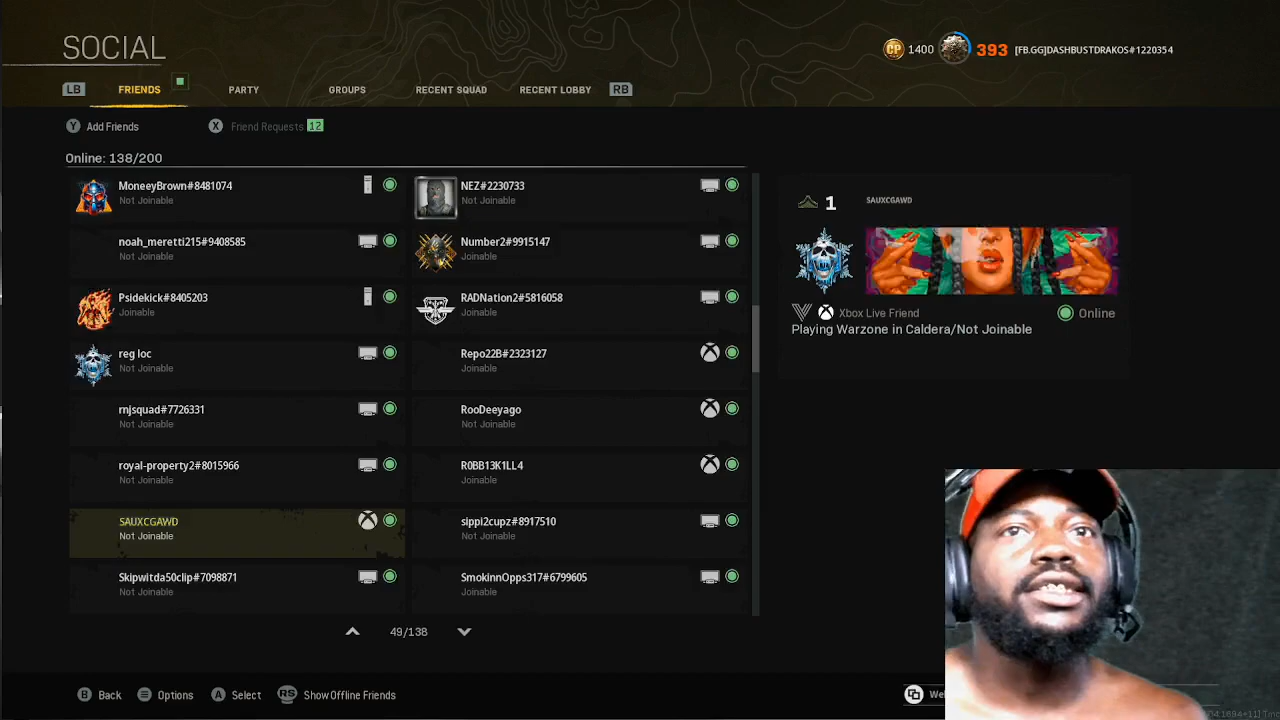 SOCIAL
CP 1400 393 [FB.GG]DASHBUSTDRAKOS#1220354
LB FRIENDS PARTY GROUPS RECENT SQUAD RECENT LOBBY RB
Y Add Friends X Friend Requests 12
Online: 138/200
MoneeyBrown#8481074
Not Joinable
NEZ#2230733
Not Joinable
noah_meretti215#9408585
Not Joinable
Number2#9915147
Joinable
Psidekick#8405203
Joinable
RADNation2#5816058
Joinable
reg loc
Not Joinable
Repo22B#2323127
Joinable
rnjsquad#7726331
Not Joinable
RooDeeyago
Not Joinable
royal-property2#8015966
Not Joinable
R0BB13K1LL4
Joinable
SAUXCGAWD
Not Joinable
sippi2cupz#8917510
Not Joinable
Skipwitda50clip#7098871
Not Joinable
SmokinnOpps317#6799605
Joinable
49/138
1 SAUXCGAWD
Xbox Live Friend Online
Playing Warzone in Caldera/Not Joinable
B Back Options A Select RS Show Offline Friends